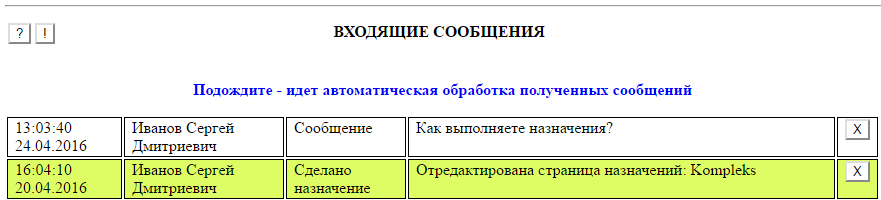 ? ! ВХОДЯЩИЕ СООБЩЕНИЯ
Подождите - идет автоматическая обработка полученных сообщений
13:03:40 Иванов Сергей Сообщение Как выполняете назначения? X
24.04.2016 Дмитриевич
16:04:10 Иванов Сергей Сделано Отредактирована страница назначений: Kompleks X
20.04.2016 Дмитриевич назначение